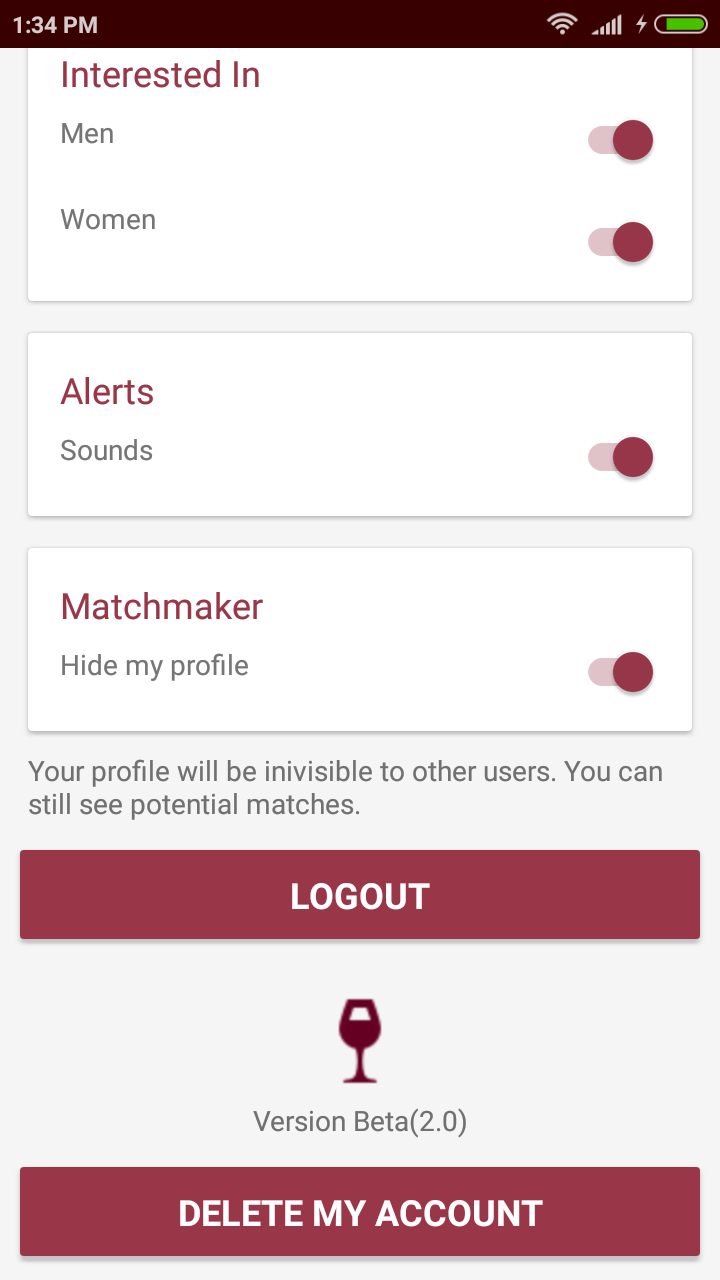 1:34 PM
Interested In
Men
Women
Alerts
Sounds
Matchmaker
Hide my profile
Your profile will be inivisible to other users. You can
still see potential matches.
LOGOUT
Version Beta(2.0)
DELETE MY ACCOUNT